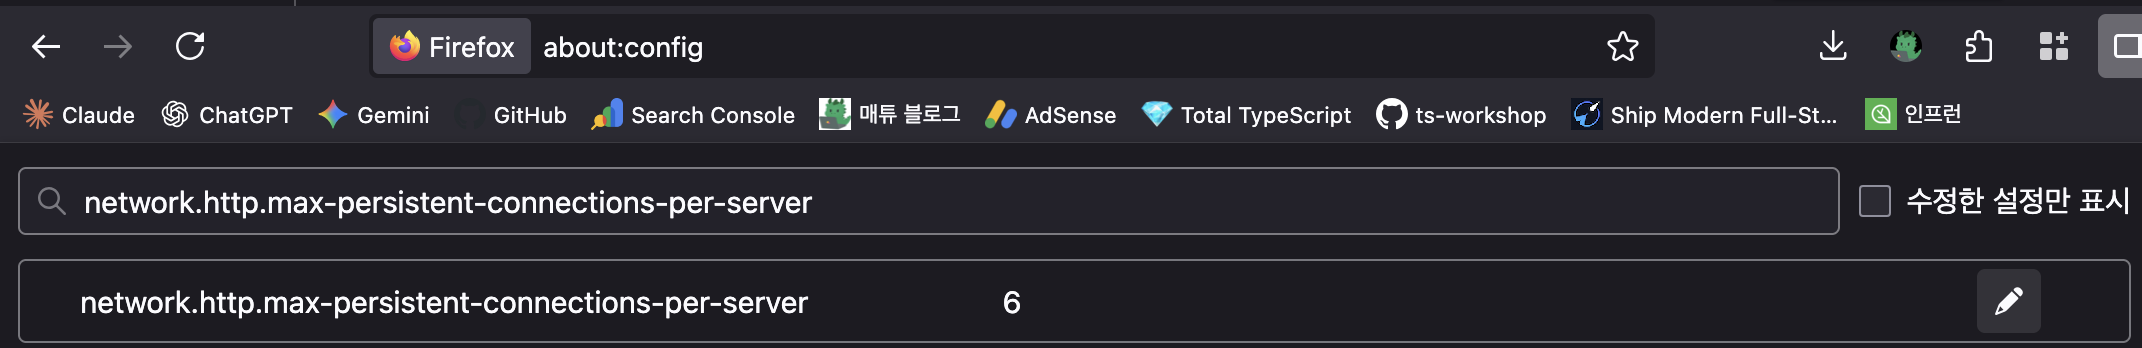 Firefox about:config
Claude ChatGPT Gemini GitHub Search Console 매튜 블로그 AdSense Total TypeScript ts-workshop Ship Modern Full-St... 인프런
network.http.max-persistent-connections-per-server 수정한 설정만 표시
network.http.max-persistent-connections-per-server 6